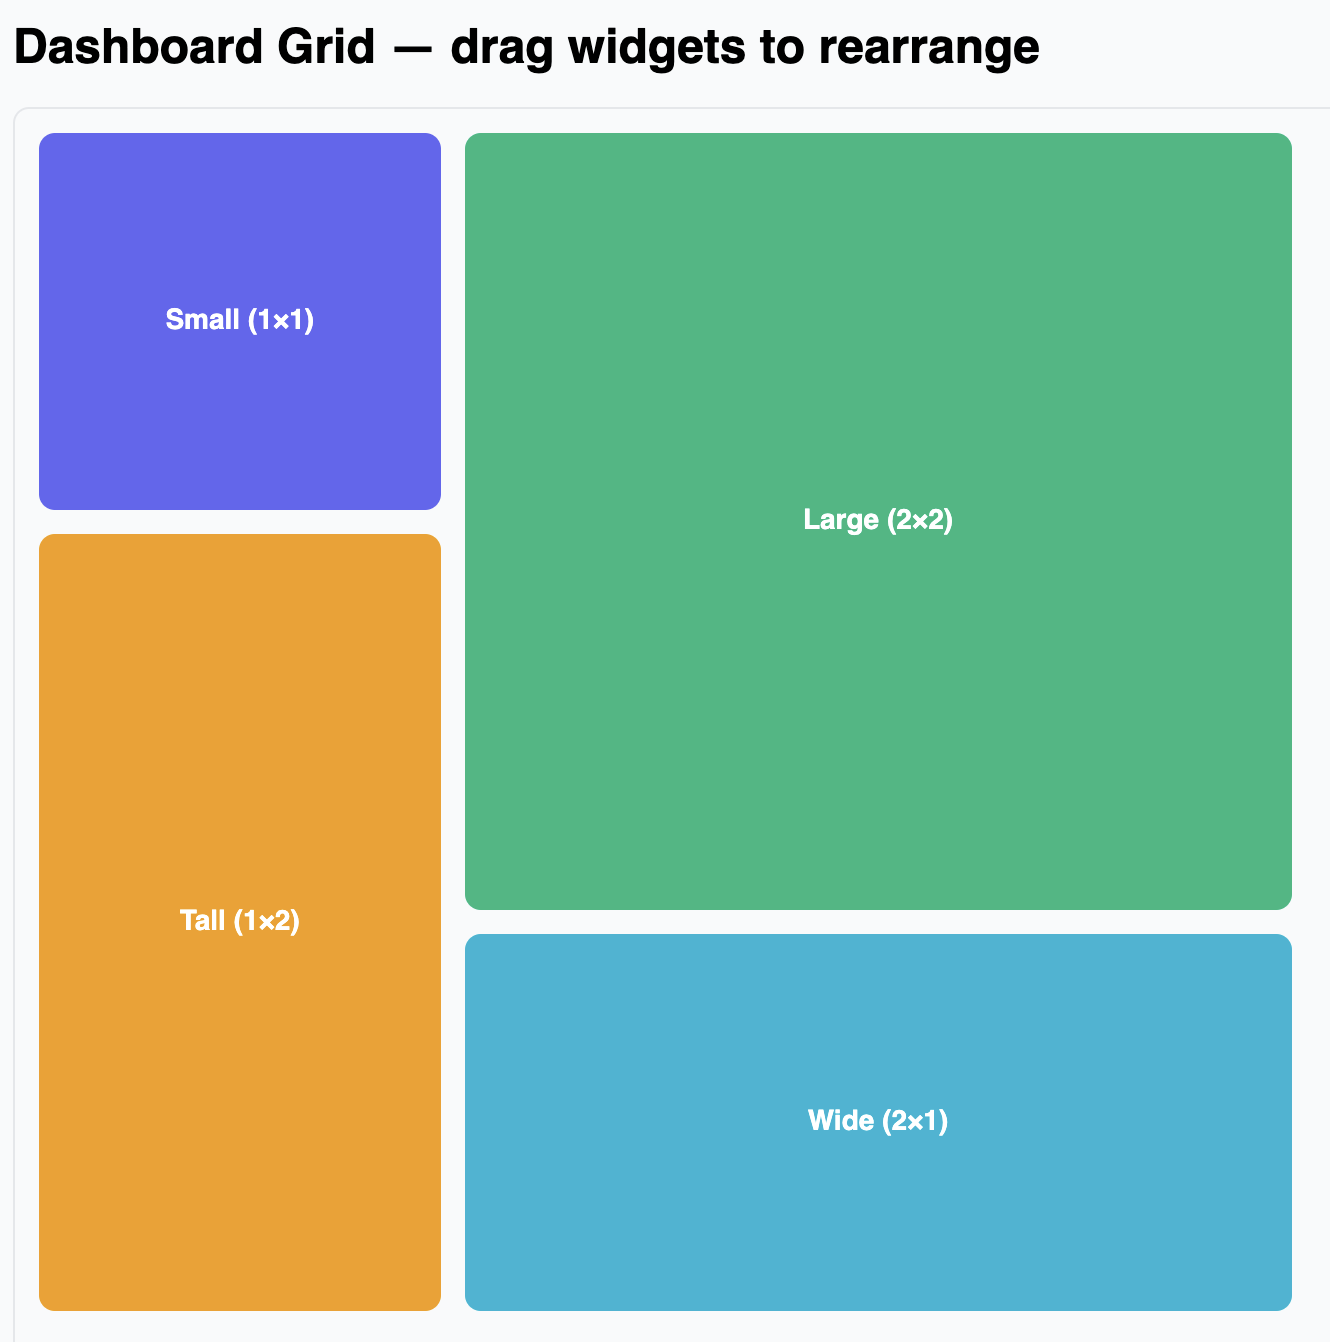 Dashboard Grid — drag widgets to rearrange
Small (1×1)
Large (2×2)
Tall (1×2)
Wide (2×1)